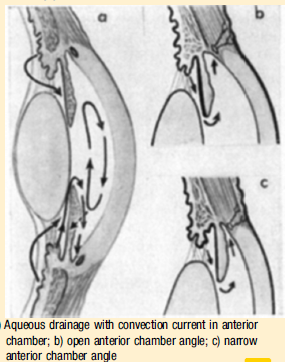 a
b
c
) Aqueous drainage with convection current in anterior
chamber; b) open anterior chamber angle; c) narrow
anterior chamber angle